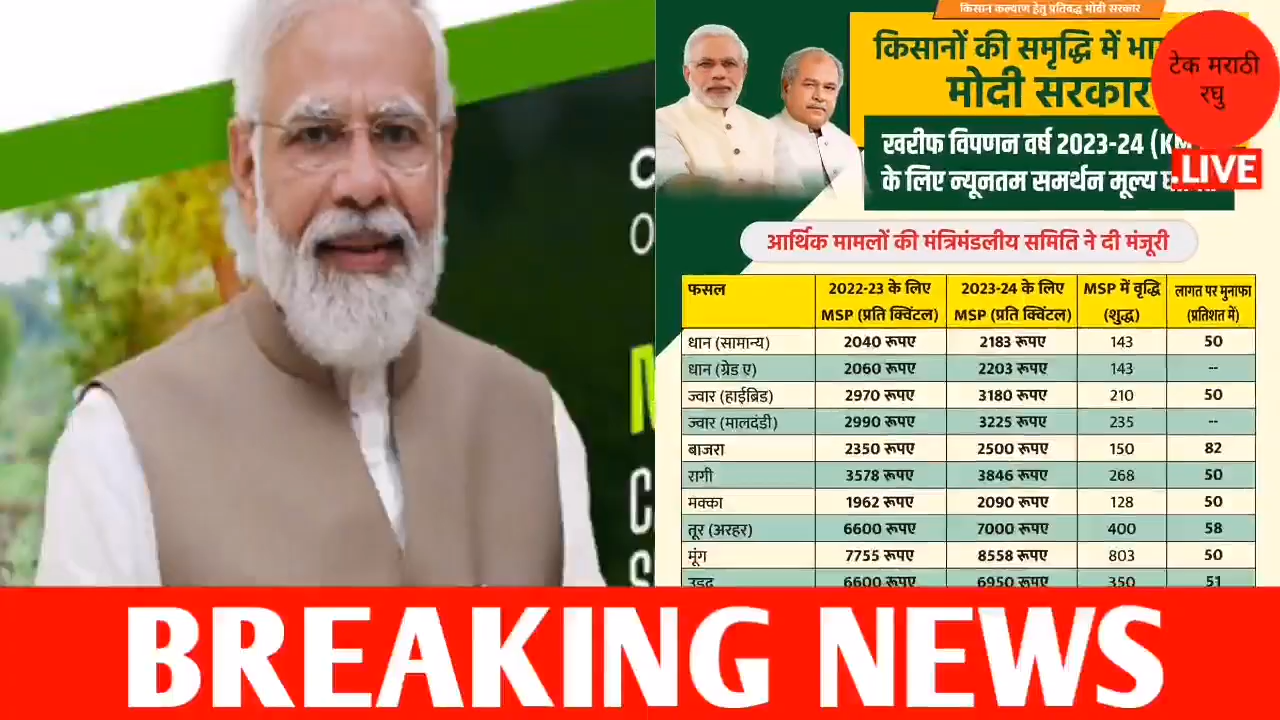 किसान कल्याण हेतु प्रतिबद्ध मोदी सरकार
किसानों की समृद्धि में
मोदी सरकार
टेक मराठी
रघु
.LIVE
खरीफ विपणन वर्ष 2023-24
के लिए न्यूनतम समर्थन मूल्य
आर्थिक मामलों की मंत्रिमंडलीय समिति ने दी मंजूरी
फसल 2022-23 के लिए MSP (प्रति क्विंटल) 2023-24 के लिए MSP (प्रति क्विंटल) MSP में वृद्धि (शुद्ध) लागत पर मुनाफा (प्रतिशत में)
धान (सामान्य) 2040 रूपए 2183 रूपए 143 50
धान (ग्रेड ए) 2060 रूपए 2203 रूपए 143 --
ज्वार (हाईब्रिड) 2970 रूपए 3180 रूपए 210 50
ज्वार (मालदंडी) 2990 रूपए 3225 रूपए 235 --
बाजरा 2350 रूपए 2500 रूपए 150 82
रागी 3578 रूपए 3846 रूपए 268 50
मक्का 1962 रूपए 2090 रूपए 128 50
तूर (अरहर) 6600 रूपए 7000 रूपए 400 58
मूंग 7755 रूपए 8558 रूपए 803 50
उड़द 6600 रूपए 6950 रूपए 350 51
BREAKING NEWS